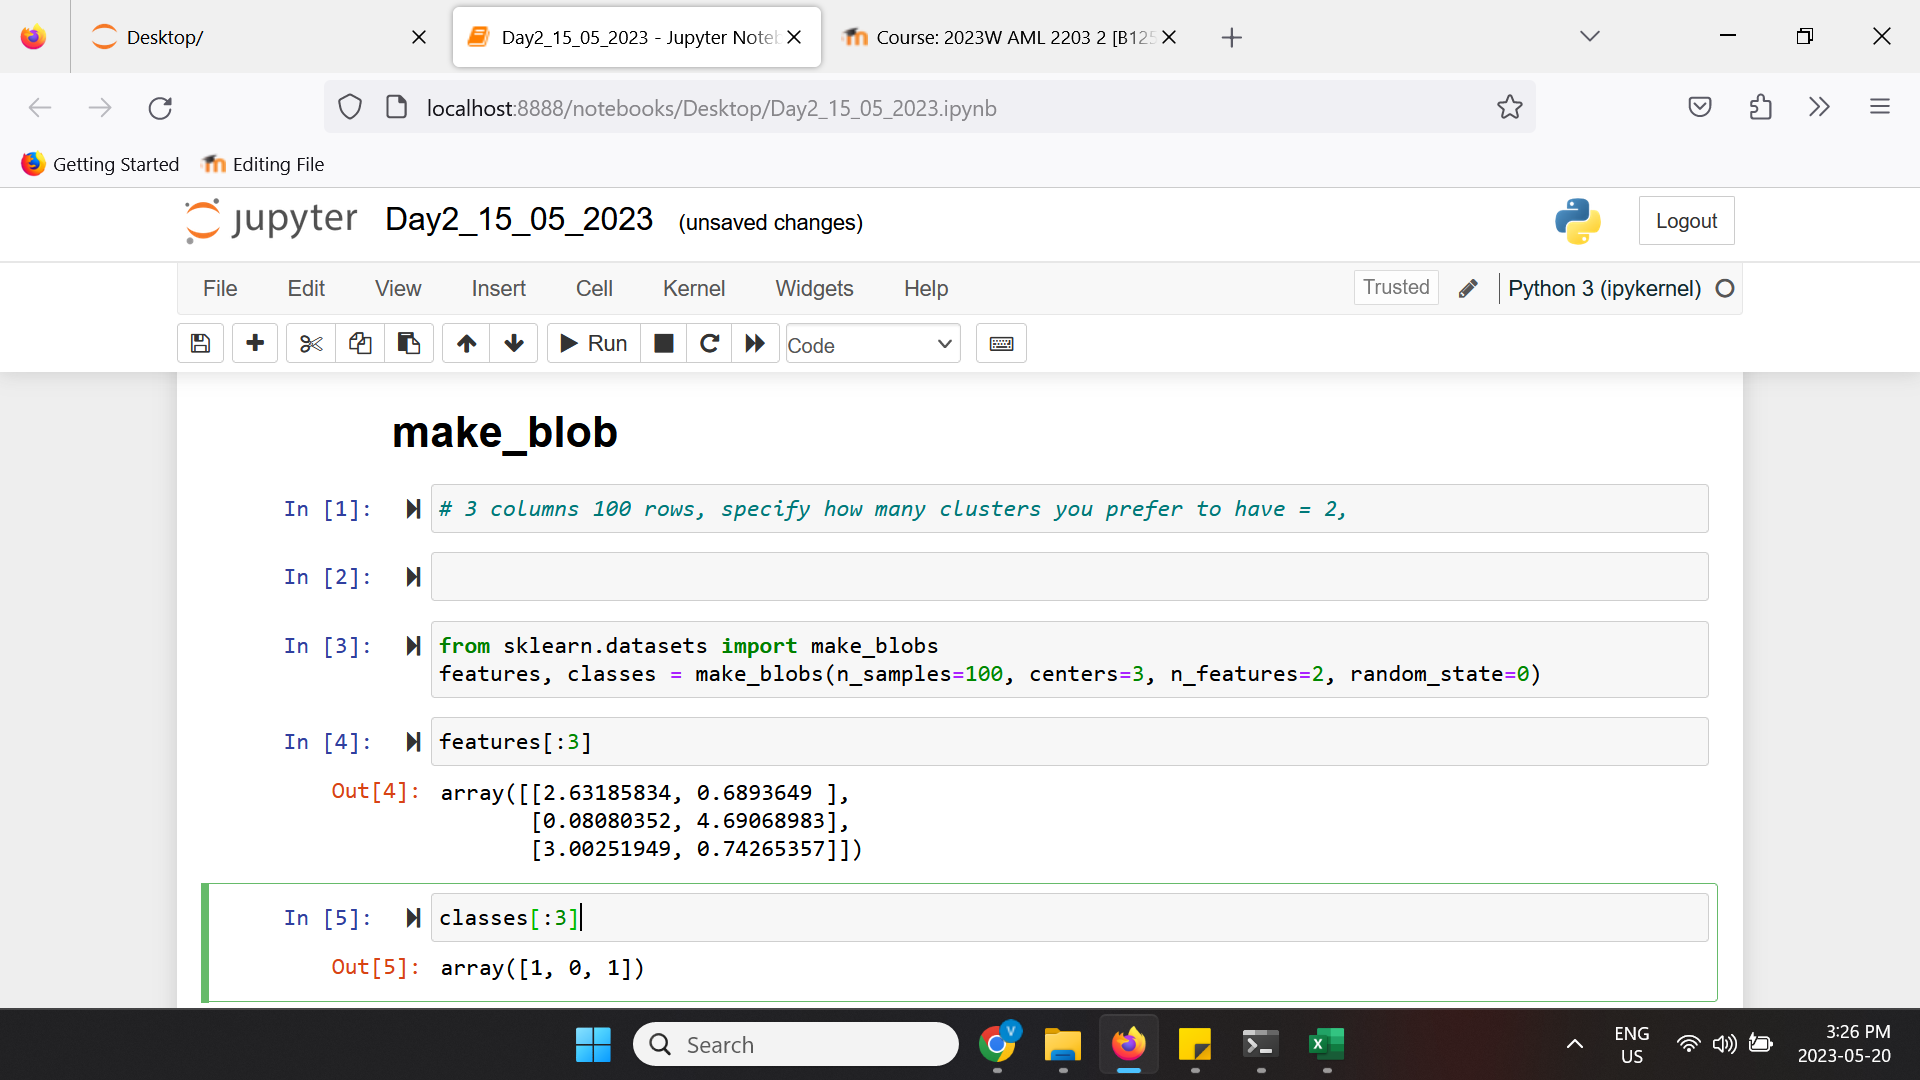 Desktop/
Day2_15_05_2023 - Jupyter Noteb
Course: 2023W AML 2203 2 [B125
localhost:8888/notebooks/Desktop/Day2_15_05_2023.ipynb
Getting Started
Editing File
jupyter Day2_15_05_2023 (unsaved changes)
Logout
File Edit View Insert Cell Kernel Widgets Help
Trusted
Python 3 (ipykernel)
Run
Code
make_blob
In [1]: # 3 columns 100 rows, specify how many clusters you prefer to have = 2,
In [2]:
In [3]: from sklearn.datasets import make_blobs
features, classes = make_blobs(n_samples=100, centers=3, n_features=2, random_state=0)
In [4]: features[:3]
Out[4]: array([[2.63185834, 0.6893649 ],
[0.08080352, 4.69068983],
[3.00251949, 0.74265357]])
In [5]: classes[:3]
Out[5]: array([1, 0, 1])
Search
V
X
ENG
US
3:26 PM
2023-05-20